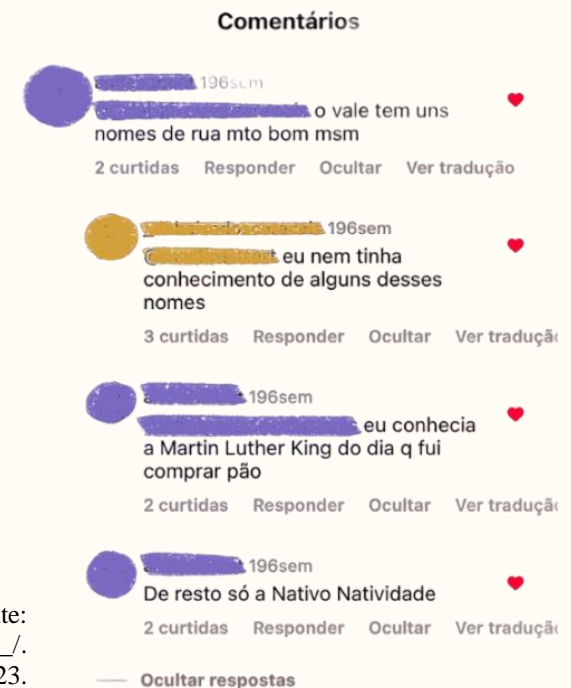 Comentários
196sem
o vale tem uns
nomes de rua mto bom msm
2 curtidas Responder Ocultar Ver tradução
196sem
eu nem tinha
conhecimento de alguns desses
nomes
3 curtidas Responder Ocultar Ver traduçã
196sem
eu conhecia
a Martin Luther King do dia q fui
comprar pão
2 curtidas Responder Ocultar Ver traduçã
196sem
De resto só a Nativo Natividade
2 curtidas Responder Ocultar Ver traduçã
te:
_/.
23.
Ocultar respostas